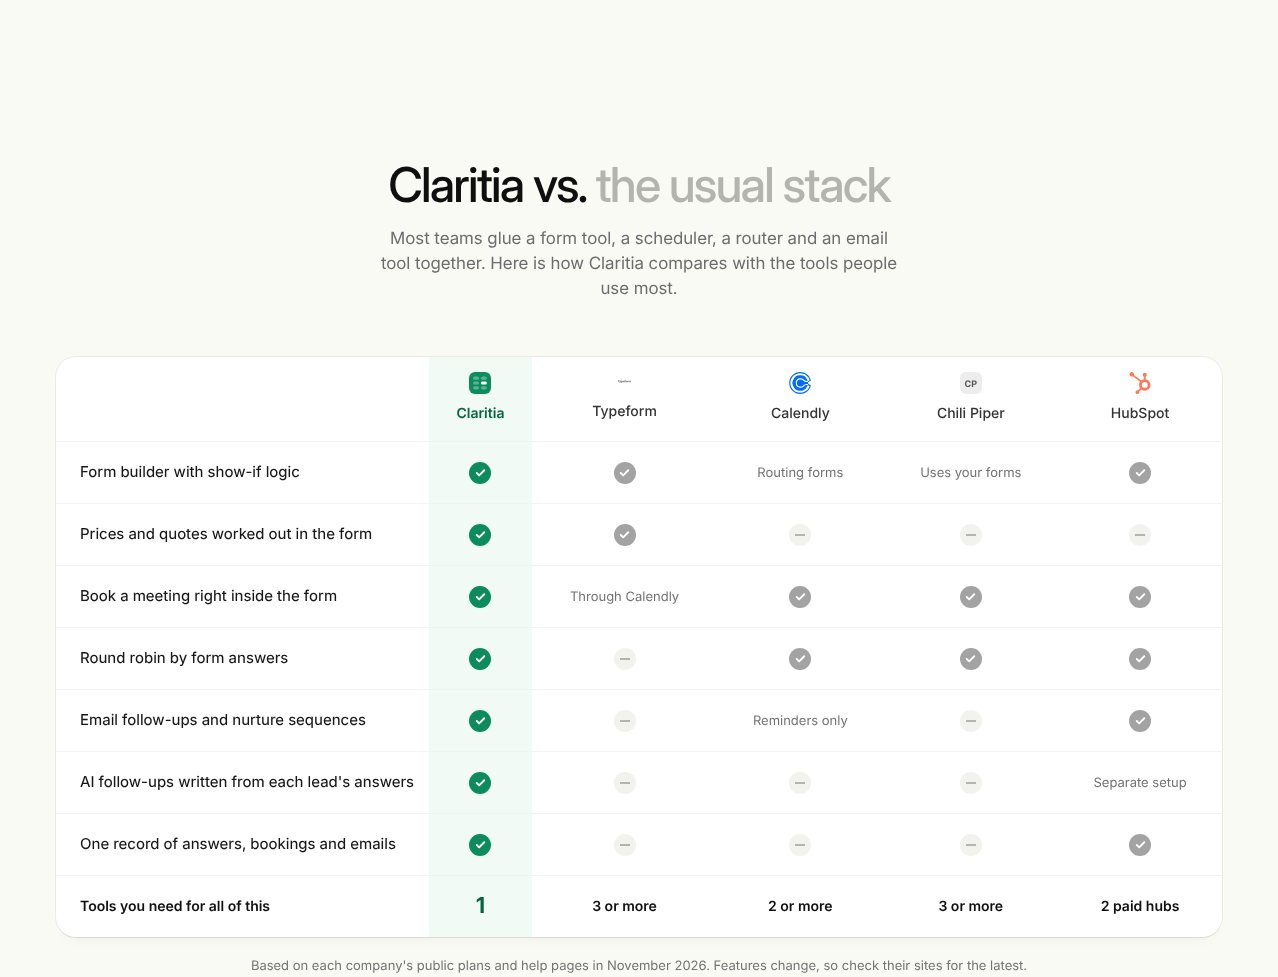 Claritia vs. the usual stack
Most teams glue a form tool, a scheduler, a router and an email
tool together. Here is how Claritia compares with the tools people
use most.
Typeform
CP
Claritia Typeform Calendly Chili Piper HubSpot
Form builder with show-if logic Routing forms Uses your forms
Prices and quotes worked out in the form
Book a meeting right inside the form Through Calendly
Round robin by form answers
Email follow-ups and nurture sequences Reminders only
AI follow-ups written from each lead's answers Separate setup
One record of answers, bookings and emails
Tools you need for all of this 1 3 or more 2 or more 3 or more 2 paid hubs
Based on each company's public plans and help pages in November 2026. Features change, so check their sites for the latest.